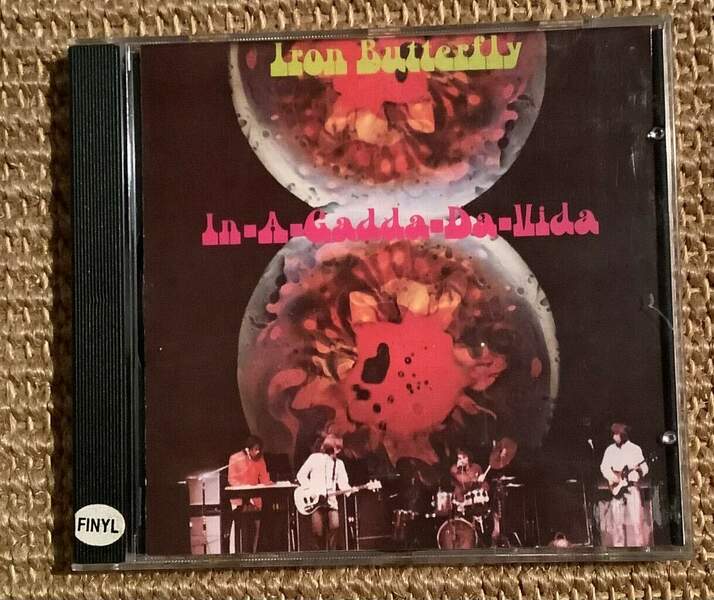 Iron Butterfly
In-A-Gadda-Da-Vida
FINYL